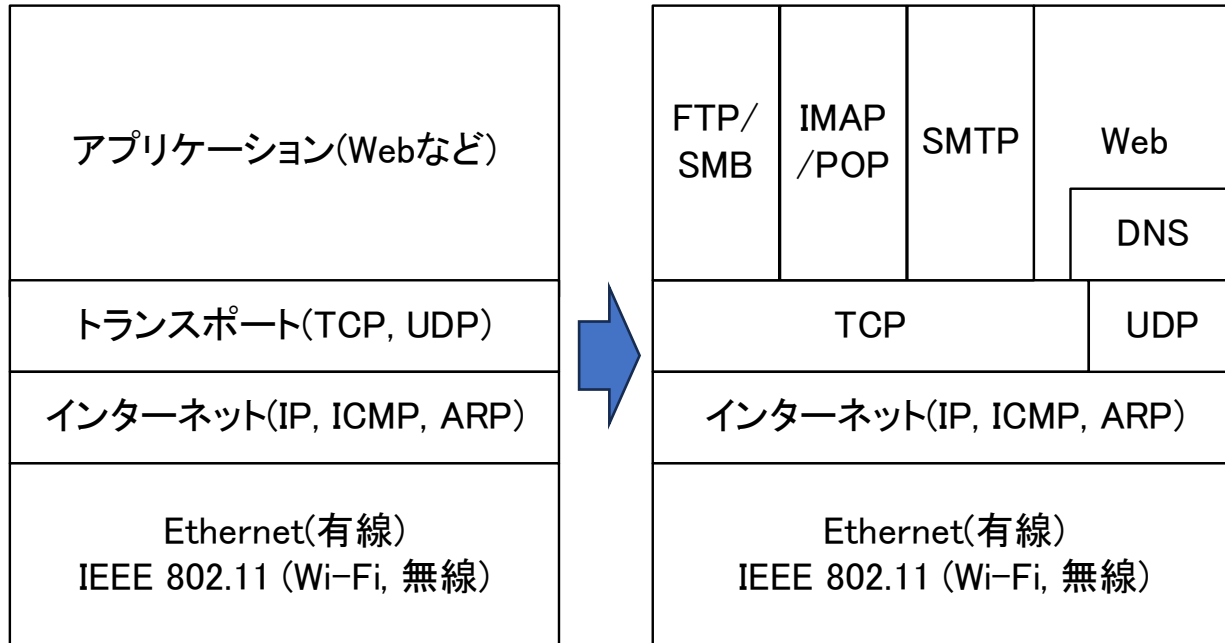 アプリケーション(Webなど)
トランスポート(TCP, UDP)
インターネット(IP, ICMP, ARP)
Ethernet(有線)
IEEE 802.11 (Wi-Fi, 無線)
FTP/
SMB
IMAP
/POP
SMTP
Web
DNS
TCP
UDP
インターネット(IP, ICMP, ARP)
Ethernet(有線)
IEEE 802.11 (Wi-Fi, 無線)